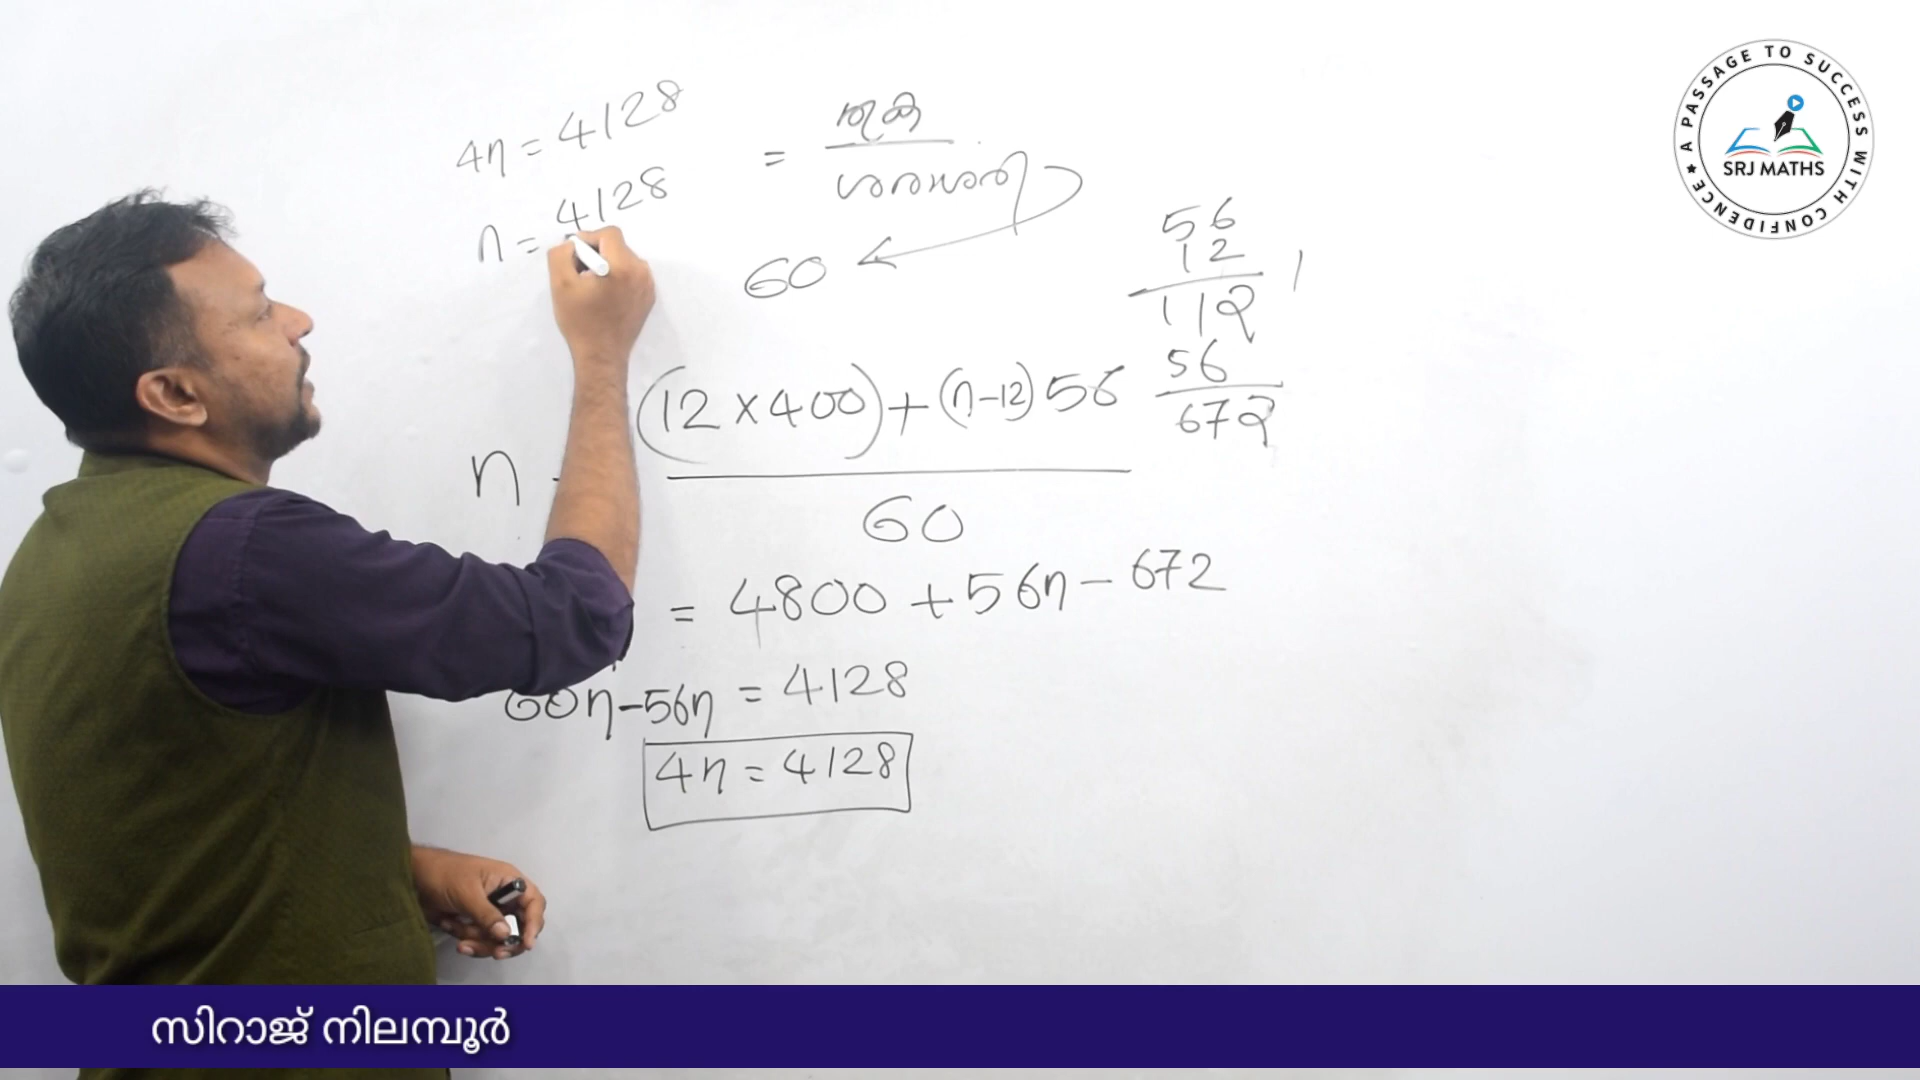 4n = 4128
n = 4128
= തുക
ശരാശരി
60
56
12
112
56
672
1
n (12 × 400) + (n-12) 56
60
= 4800 + 56n - 672
60n - 56n = 4128
4n = 4128
A PASSAGE TO SUCCESS WITH CONFIDENCE
SRJ MATHS
സിറാജ് നിലമ്പൂർ